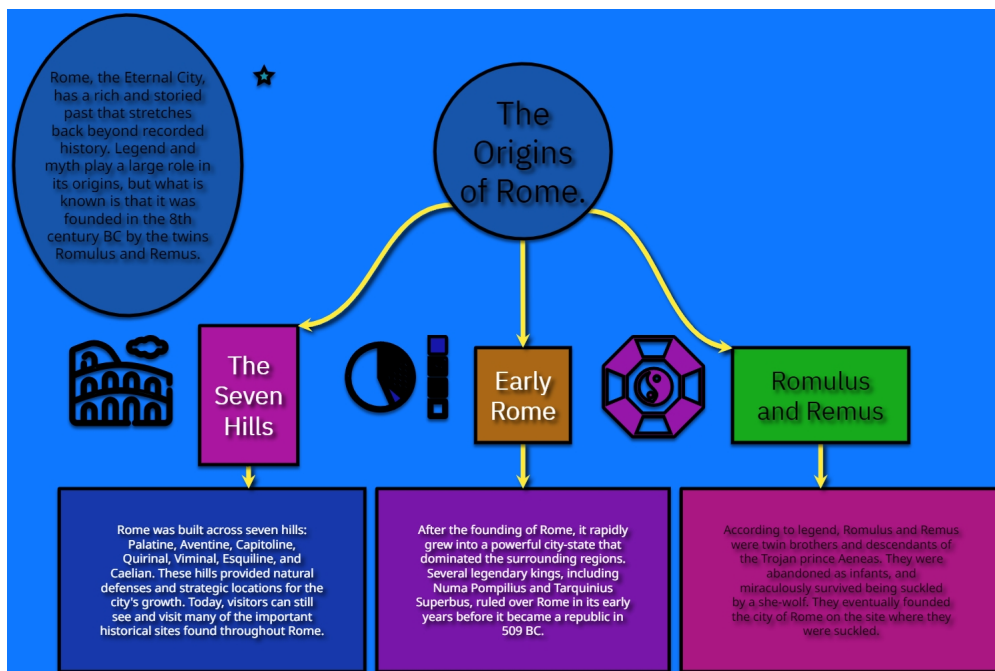 Rome, the Eternal City,
has a rich and storied
past that stretches
back beyond recorded
history. Legend and
myth play a large role in
its origins, but what is
known is that it was
founded in the 8th
century BC by the twins
Romulus and Remus.
The
Origins
of Rome.
The
Seven
Hills
Early
Rome
Romulus
and Remus
Rome was built across seven hills:
Palatine, Aventine, Capitoline,
Quirinal, Viminal, Esquiline, and
Caelian. These hills provided natural
defenses and strategic locations for the
city's growth. Today, visitors can still
see and visit many of the important
historical sites found throughout Rome.
After the founding of Rome, it rapidly
grew into a powerful city-state that
dominated the surrounding regions.
Several legendary kings, including
Numa Pompilius and Tarquinius
Superbus, ruled over Rome in its early
years before it became a republic in
509 BC.
According to legend, Romulus and Remus
were twin brothers and descendants of
the Trojan prince Aeneas. They were
abandoned as infants, and
miraculously survived being suckled
by a she-wolf. They eventually founded
the city of Rome on the site where they
were suckled.